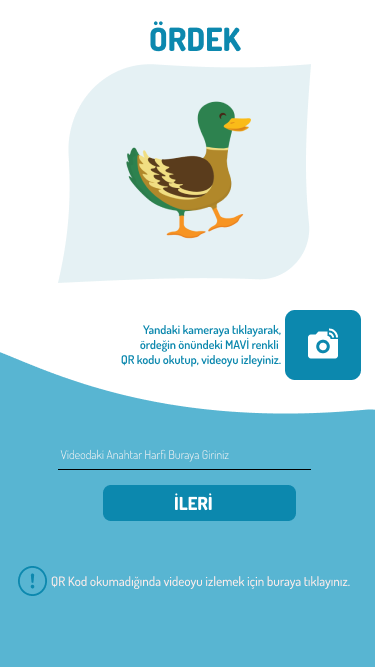 ÖRDEK
Yandaki kameraya tıklayarak,
ördeğin önündeki MAVİ renkli
QR kodu okutup, videoyu izleyiniz.
Videodaki Anahtar Harfi Buraya Giriniz
İLERİ
! QR Kod okumadığında videoyu izlemek için buraya tıklayınız.